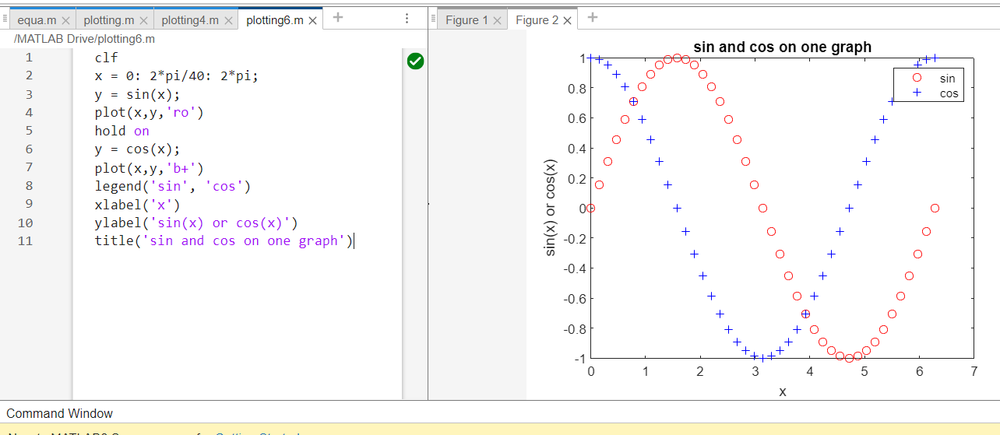 equa.m × plotting.m × plotting4.m × plotting6.m × +
/MATLAB Drive/plotting6.m
1 clf
2 x = 0: 2*pi/40: 2*pi;
3 y = sin(x);
4 plot(x,y,'ro')
5 hold on
6 y = cos(x);
7 plot(x,y,'b+')
8 legend('sin', 'cos')
9 xlabel('x')
10 ylabel('sin(x) or cos(x)')
11 title('sin and cos on one graph')
Figure 1 × Figure 2 × +
sin and cos on one graph
sin
cos
sin(x) or cos(x)
1
0.8
0.6
0.4
0.2
0
-0.2
-0.4
-0.6
-0.8
-1
0 1 2 3 4 5 6 7
x
Command Window